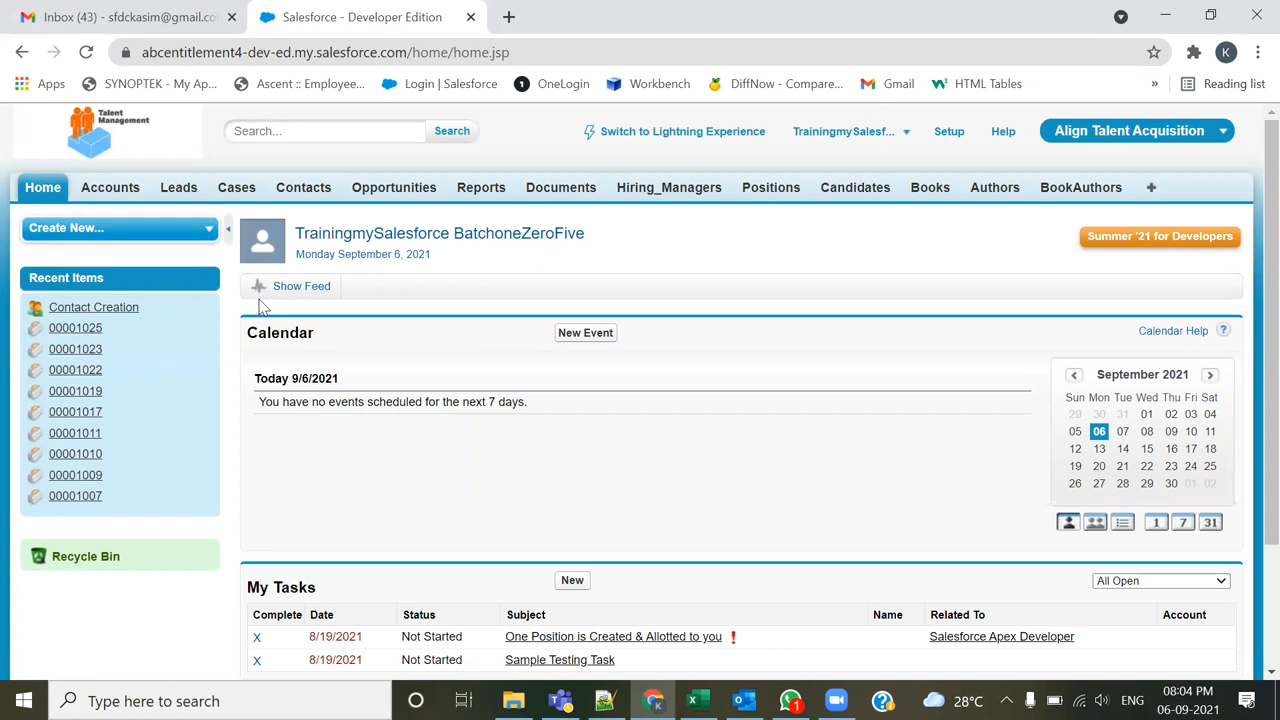 Inbox (43) - sfdckasim@gmail.co
Salesforce - Developer Edition
abcentitlement4-dev-ed.my.salesforce.com/home/home.jsp
K
Apps
SYNOPTEK - My Ap...
Ascent :: Employee...
Login | Salesforce
OneLogin
Workbench
DiffNow - Compare...
Gmail
HTML Tables
»
Reading list
Talent
Management
Search...
Search
Switch to Lightning Experience
TrainingmySalesf...
Setup
Help
Align Talent Acquisition
Home
Accounts
Leads
Cases
Contacts
Opportunities
Reports
Documents
Hiring_Managers
Positions
Candidates
Books
Authors
BookAuthors
Create New...
TrainingmySalesforce BatchoneZeroFive
Monday September 6, 2021
Summer '21 for Developers
Recent Items
Contact Creation
00001025
00001023
00001022
00001019
00001017
00001011
00001010
00001009
00001007
Recycle Bin
Show Feed
Calendar
New Event
Calendar Help ?
Today 9/6/2021
You have no events scheduled for the next 7 days.
September 2021
Sun Mon Tue Wed Thu Fri Sat
29 30 31 01 02 03 04
05 06 07 08 09 10 11
12 13 14 15 16 17 18
19 20 21 22 23 24 25
26 27 28 29 30 01 02
1 7 31
My Tasks
New
All Open
Complete Date Status Subject Name Related To Account
X 8/19/2021 Not Started One Position is Created & Allotted to you ! Salesforce Apex Developer
X 8/19/2021 Not Started Sample Testing Task
Type here to search
1
28°C
ENG
08:04 PM
06-09-2021